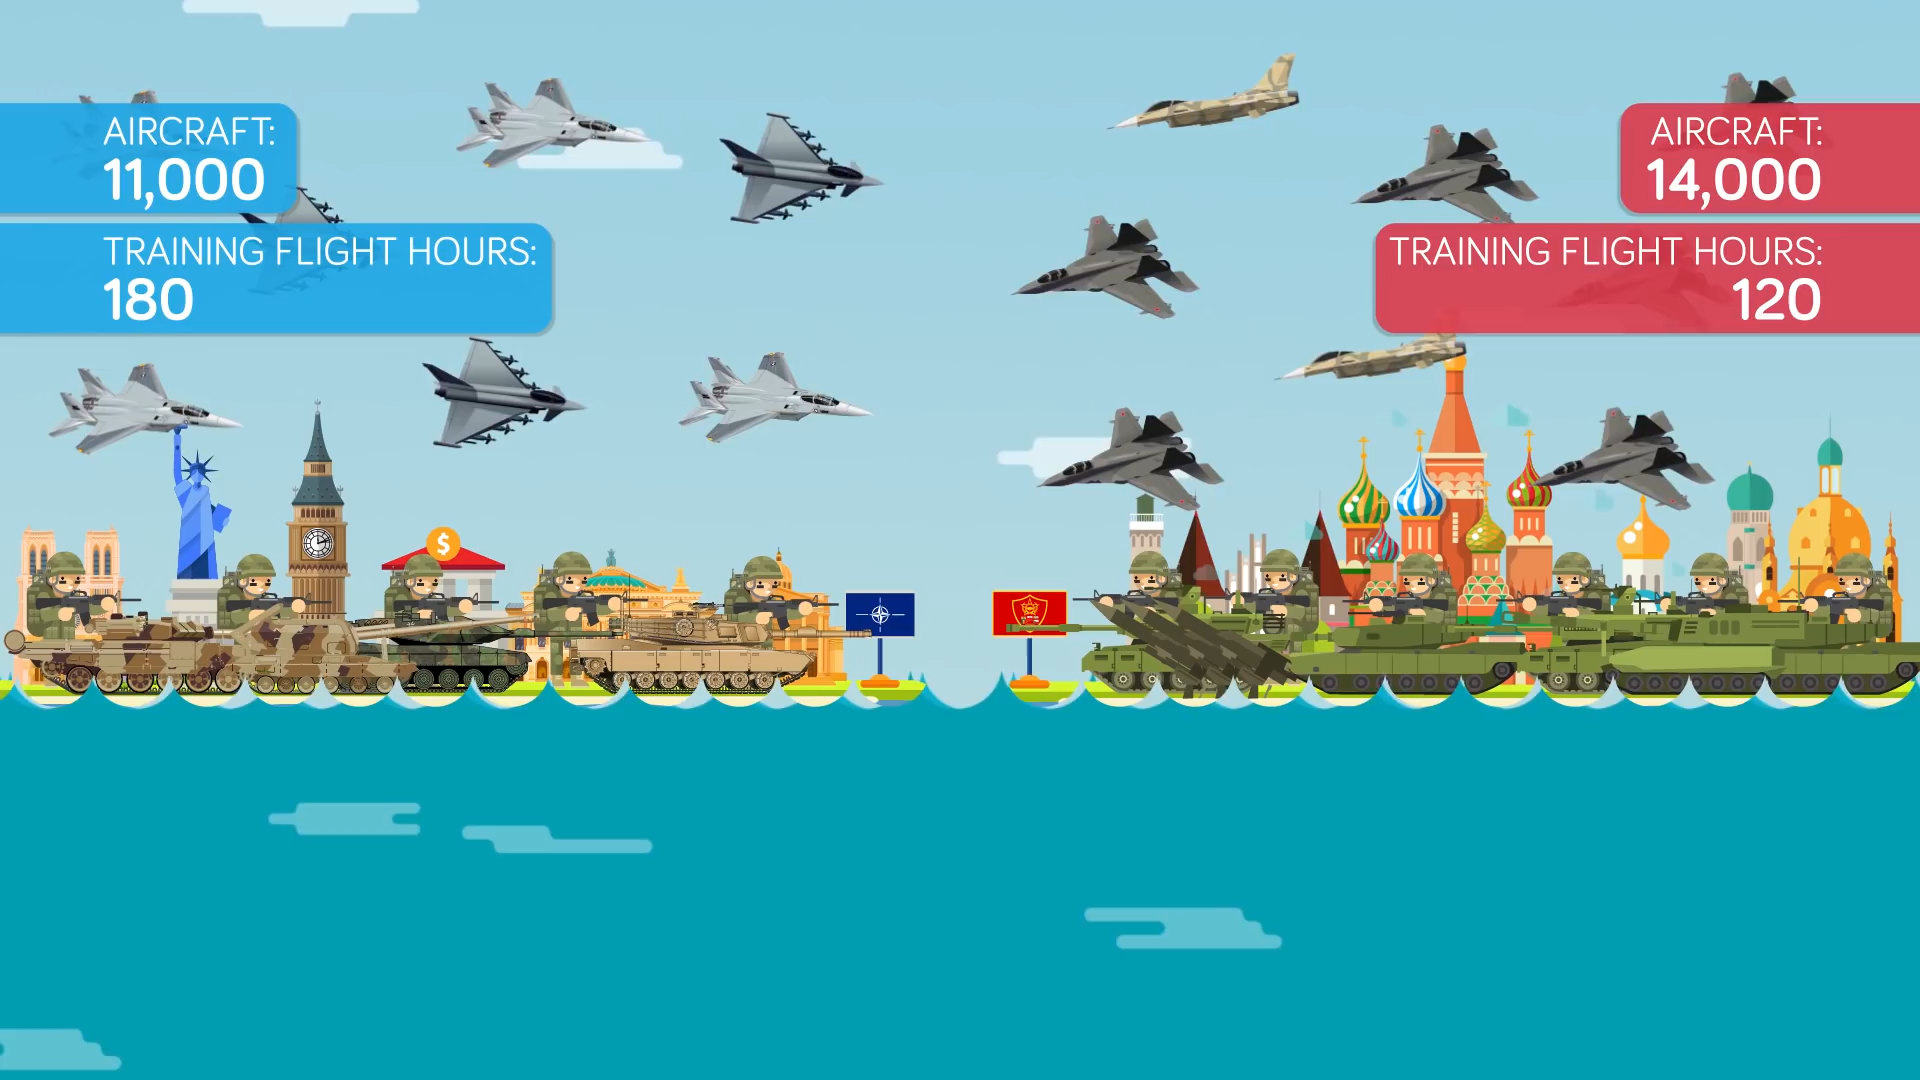 AIRCRAFT:
11,000
TRAINING FLIGHT HOURS:
180
$
AIRCRAFT:
14,000
TRAINING FLIGHT HOURS:
120